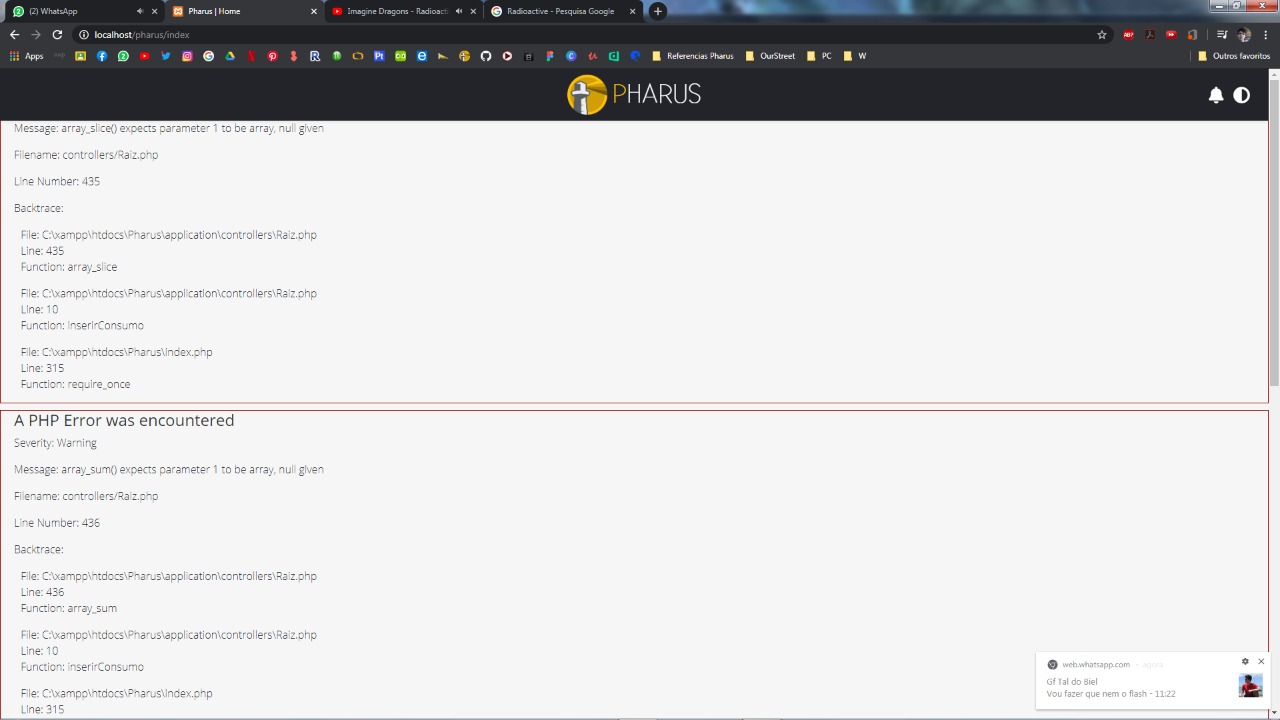 (2) WhatsApp
Pharus | Home
Imagine Dragons - Radioacti
Radioactive - Pesquisa Google
localhost/pharus/index
ABP
Apps
Referencias Pharus
OurStreet
PC
W
Outros favoritos
PHARUS
Message: array_slice() expects parameter 1 to be array, null given
Filename: controllers/Raiz.php
Line Number: 435
Backtrace:
File: C:\xampp\htdocs\Pharus\application\controllers\Raiz.php
Line: 435
Function: array_slice
File: C:\xampp\htdocs\Pharus\application\controllers\Raiz.php
Line: 10
Function: inserirConsumo
File: C:\xampp\htdocs\Pharus\index.php
Line: 315
Function: require_once
A PHP Error was encountered
Severity: Warning
Message: array_sum() expects parameter 1 to be array, null given
Filename: controllers/Raiz.php
Line Number: 436
Backtrace:
File: C:\xampp\htdocs\Pharus\application\controllers\Raiz.php
Line: 436
Function: array_sum
File: C:\xampp\htdocs\Pharus\application\controllers\Raiz.php
Line: 10
Function: inserirConsumo
File: C:\xampp\htdocs\Pharus\index.php
Line: 315
web.whatsapp.com • agora
Gf Tal do Biel
Vou fazer que nem o flash - 11:22